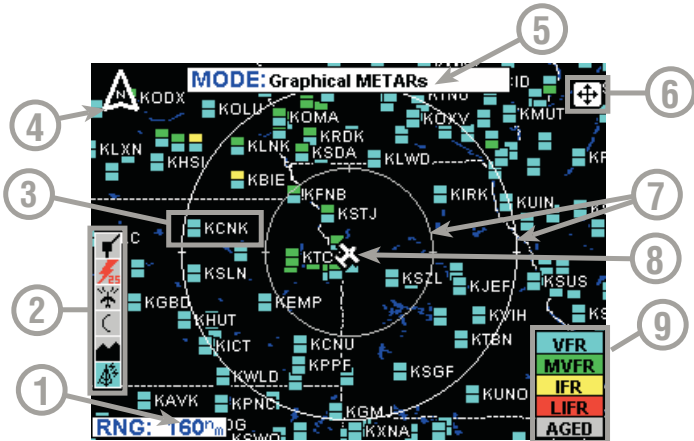 5
MODE: Graphical METARs
6
N
KODX
KOLU
KOMA
KOXV
KMUT
4
KLXN
KHSI
KLNK
KRDK
KSDA
KLWD
3
KBIE
KFNB
KIRK
KUIN
7
KCNK
KSTJ
KTC
8
2
25
KSLN
KSZL
KJEF
KSUS
KGBD
KEMP
9
KHUT
KVIH
VFR
KICT
KCNU
KTBN
MVFR
KPPF
IFR
KWLD
KSGF
LIFR
1
KAVK
KPNC
KUNO
AGED
RNG: 160nm
KGMJ
KXNA